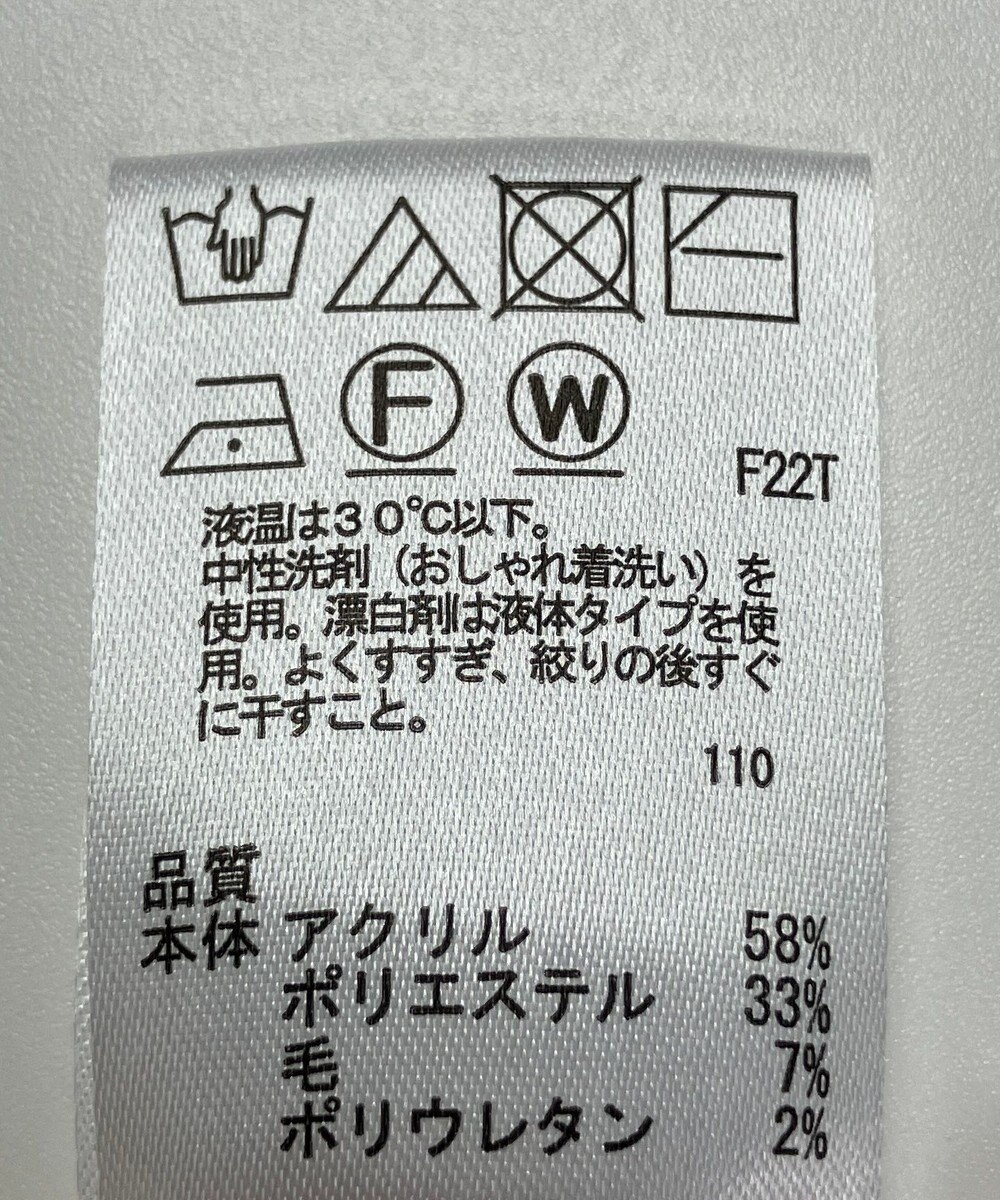 F
W
F22T
液温は30℃以下。
中性洗剤（おしゃれ着洗い）を
使用。漂白剤は液体タイプを使
用。よくすすぎ、絞りの後すぐ
に干すこと。
110
品質
本体 アクリル 58%
ポリエステル 33%
毛 7%
ポリウレタン 2%